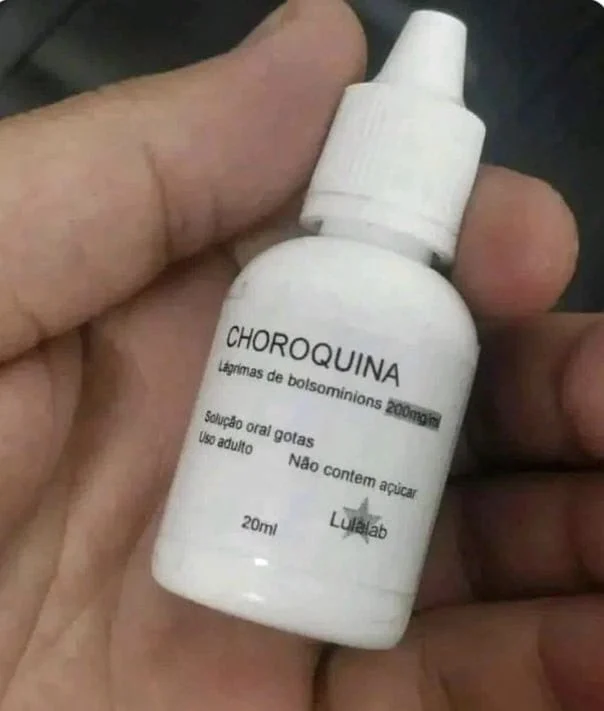 CHOROQUINA
Lágrimas de bolsominions 200mg/ml
Solução oral gotas
Uso adulto
Não contem açúcar
20ml
Lulalab